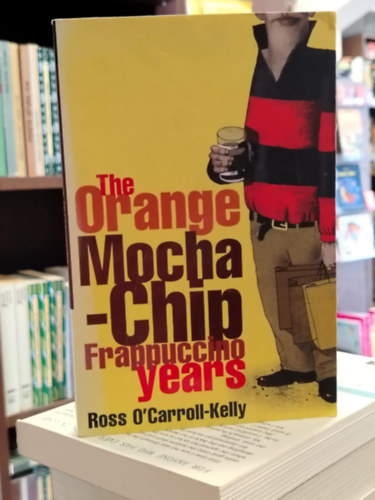 The
Orange
Mocha
-Chip
Frappuccino
years
Ross O'Carroll-Kelly